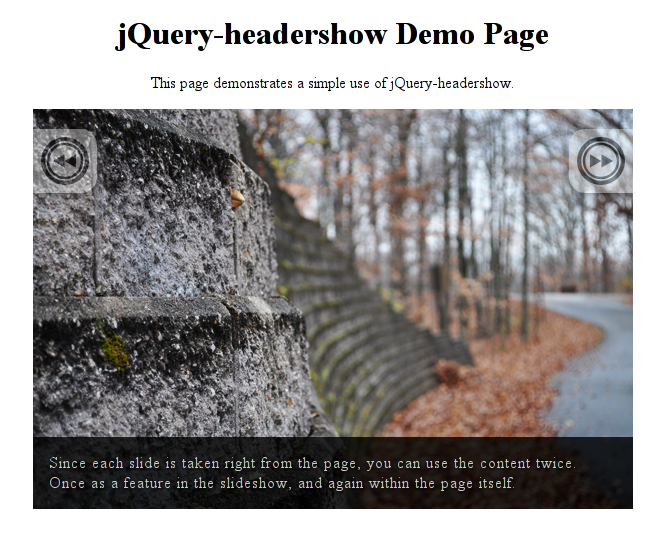 jQuery-headershow Demo Page
This page demonstrates a simple use of jQuery-headershow.
Since each slide is taken right from the page, you can use the content twice.
Once as a feature in the slideshow, and again within the page itself.